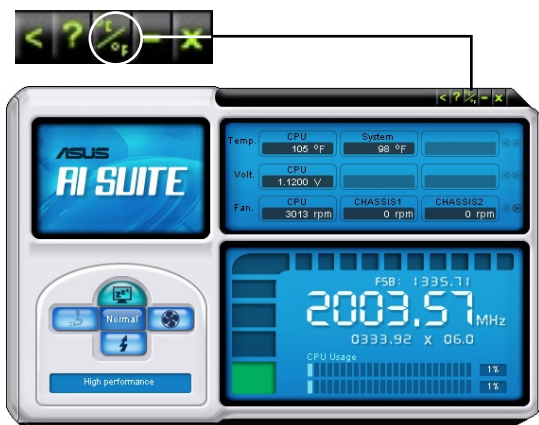 < ? °C/°F - x
< ? °C/°F - x
ASUS
AI SUITE
Temp. CPU System
105 °F 98 °F
Volt. CPU
1.1200 V
Fan. CPU CHASSIS1 CHASSIS2
3013 rpm 0 rpm 0 rpm
zzz
Normal
High performance
FSB: 1335.71
2003.57 MHz
0333.92 x 06.0
CPU Usage
1%
1%